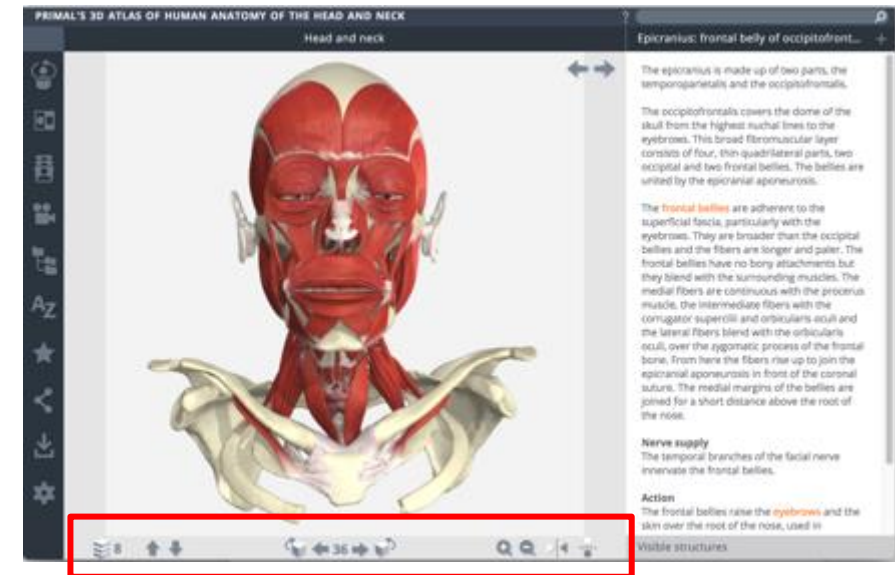 PRIMAL'S 3D ATLAS OF HUMAN ANATOMY OF THE HEAD AND NECK
?
Head and neck
Epicranius: frontal belly of occipitofront... +
The epicranius is made up of two parts, the
temporoparietalis and the occipitofrontalis.
The occipitofrontalis covers the dome of the
skull from the highest nuchal lines to the
eyebrows. This broad fibromuscular layer
consists of four, thin quadrilateral parts, two
occipital and two frontal bellies. The bellies are
united by the epicranial aponeurosis.
The frontal bellies are adherent to the
superficial fascia, particularly with the
eyebrows. They are broader than the occipital
bellies and the fibers are longer and paler. The
frontal bellies have no bony attachments but
they blend with the surrounding muscles. The
medial fibers are continuous with the procerus
muscle, the intermediate fibers with the
corrugator supercilii and orbicularis oculi and
the lateral fibers blend with the orbicularis
oculi, over the zygomatic process of the frontal
bone. From here the fibers rise up to join the
epicranial aponeurosis in front of the coronal
suture. The medial margins of the bellies are
joined for a short distance above the root of
the nose.
Nerve supply
The temporal branches of the facial nerve
innervate the frontal bellies.
Action
The frontal bellies raise the eyebrows and the
skin over the root of the nose, used in
Visible structures
AZ
8
36